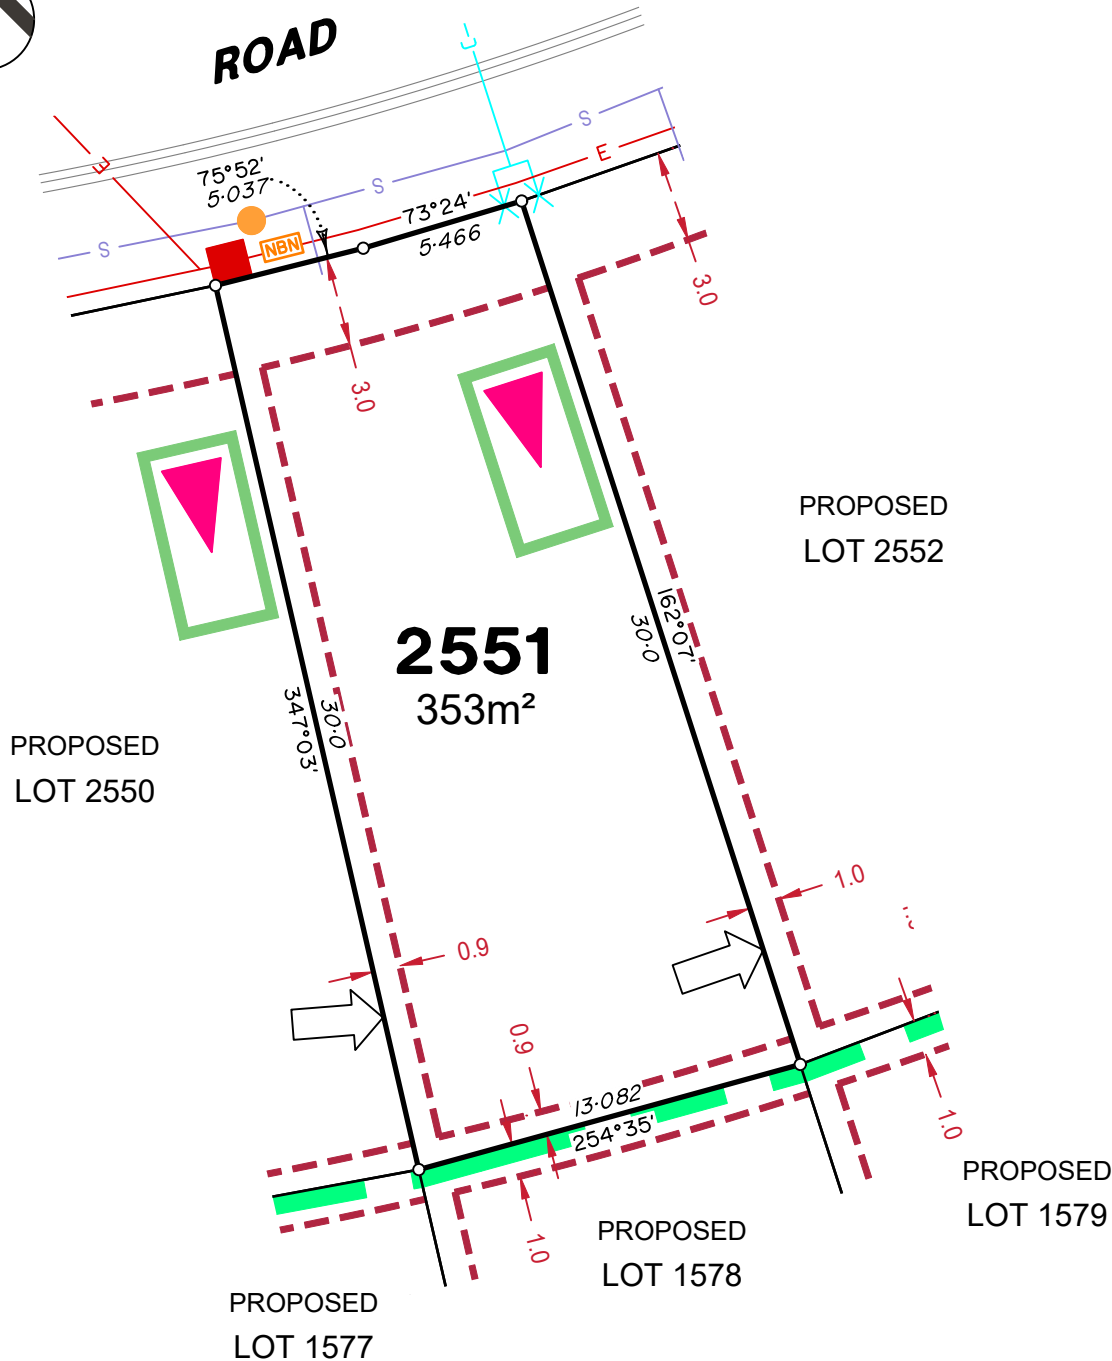 ROAD
J
S
E
E
75°52'
5·037
S
73°24'
5·466
S
NBN
3.0
3.0
PROPOSED
LOT 2552
162°07'
30·0
2551
353m²
347°03'
30·0
PROPOSED
LOT 2550
1.0
0.9
0.9
13·082
254°35'
1.0
1.0
PROPOSED
LOT 1579
PROPOSED
LOT 1578
PROPOSED
LOT 1577